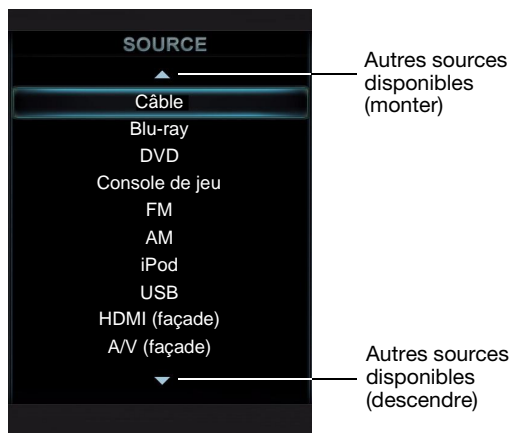 SOURCE
Autres sources
disponibles
(monter)
Câble
Blu-ray
DVD
Console de jeu
FM
AM
iPod
USB
HDMI (façade)
A/V (façade)
Autres sources
disponibles
(descendre)